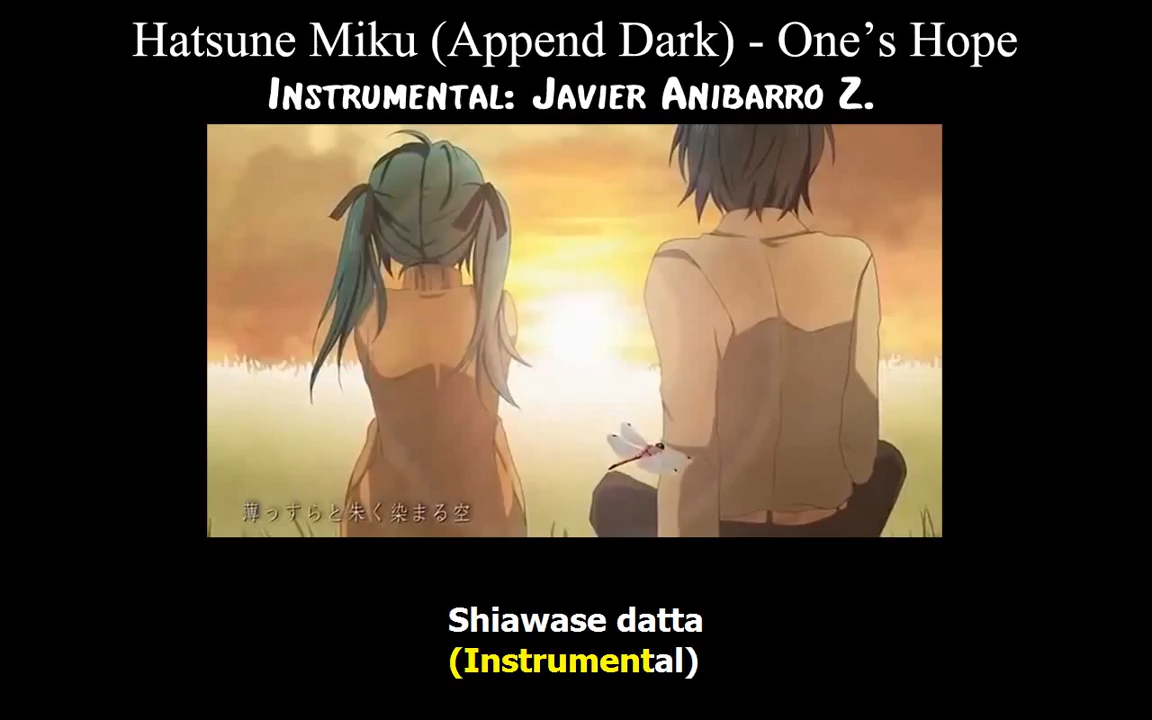 Hatsune Miku (Append Dark) - One’s Hope
Instrumental: Javier Anibarro Z.
薄っすらと朱く染まる空
Shiawase datta
(Instrumental)